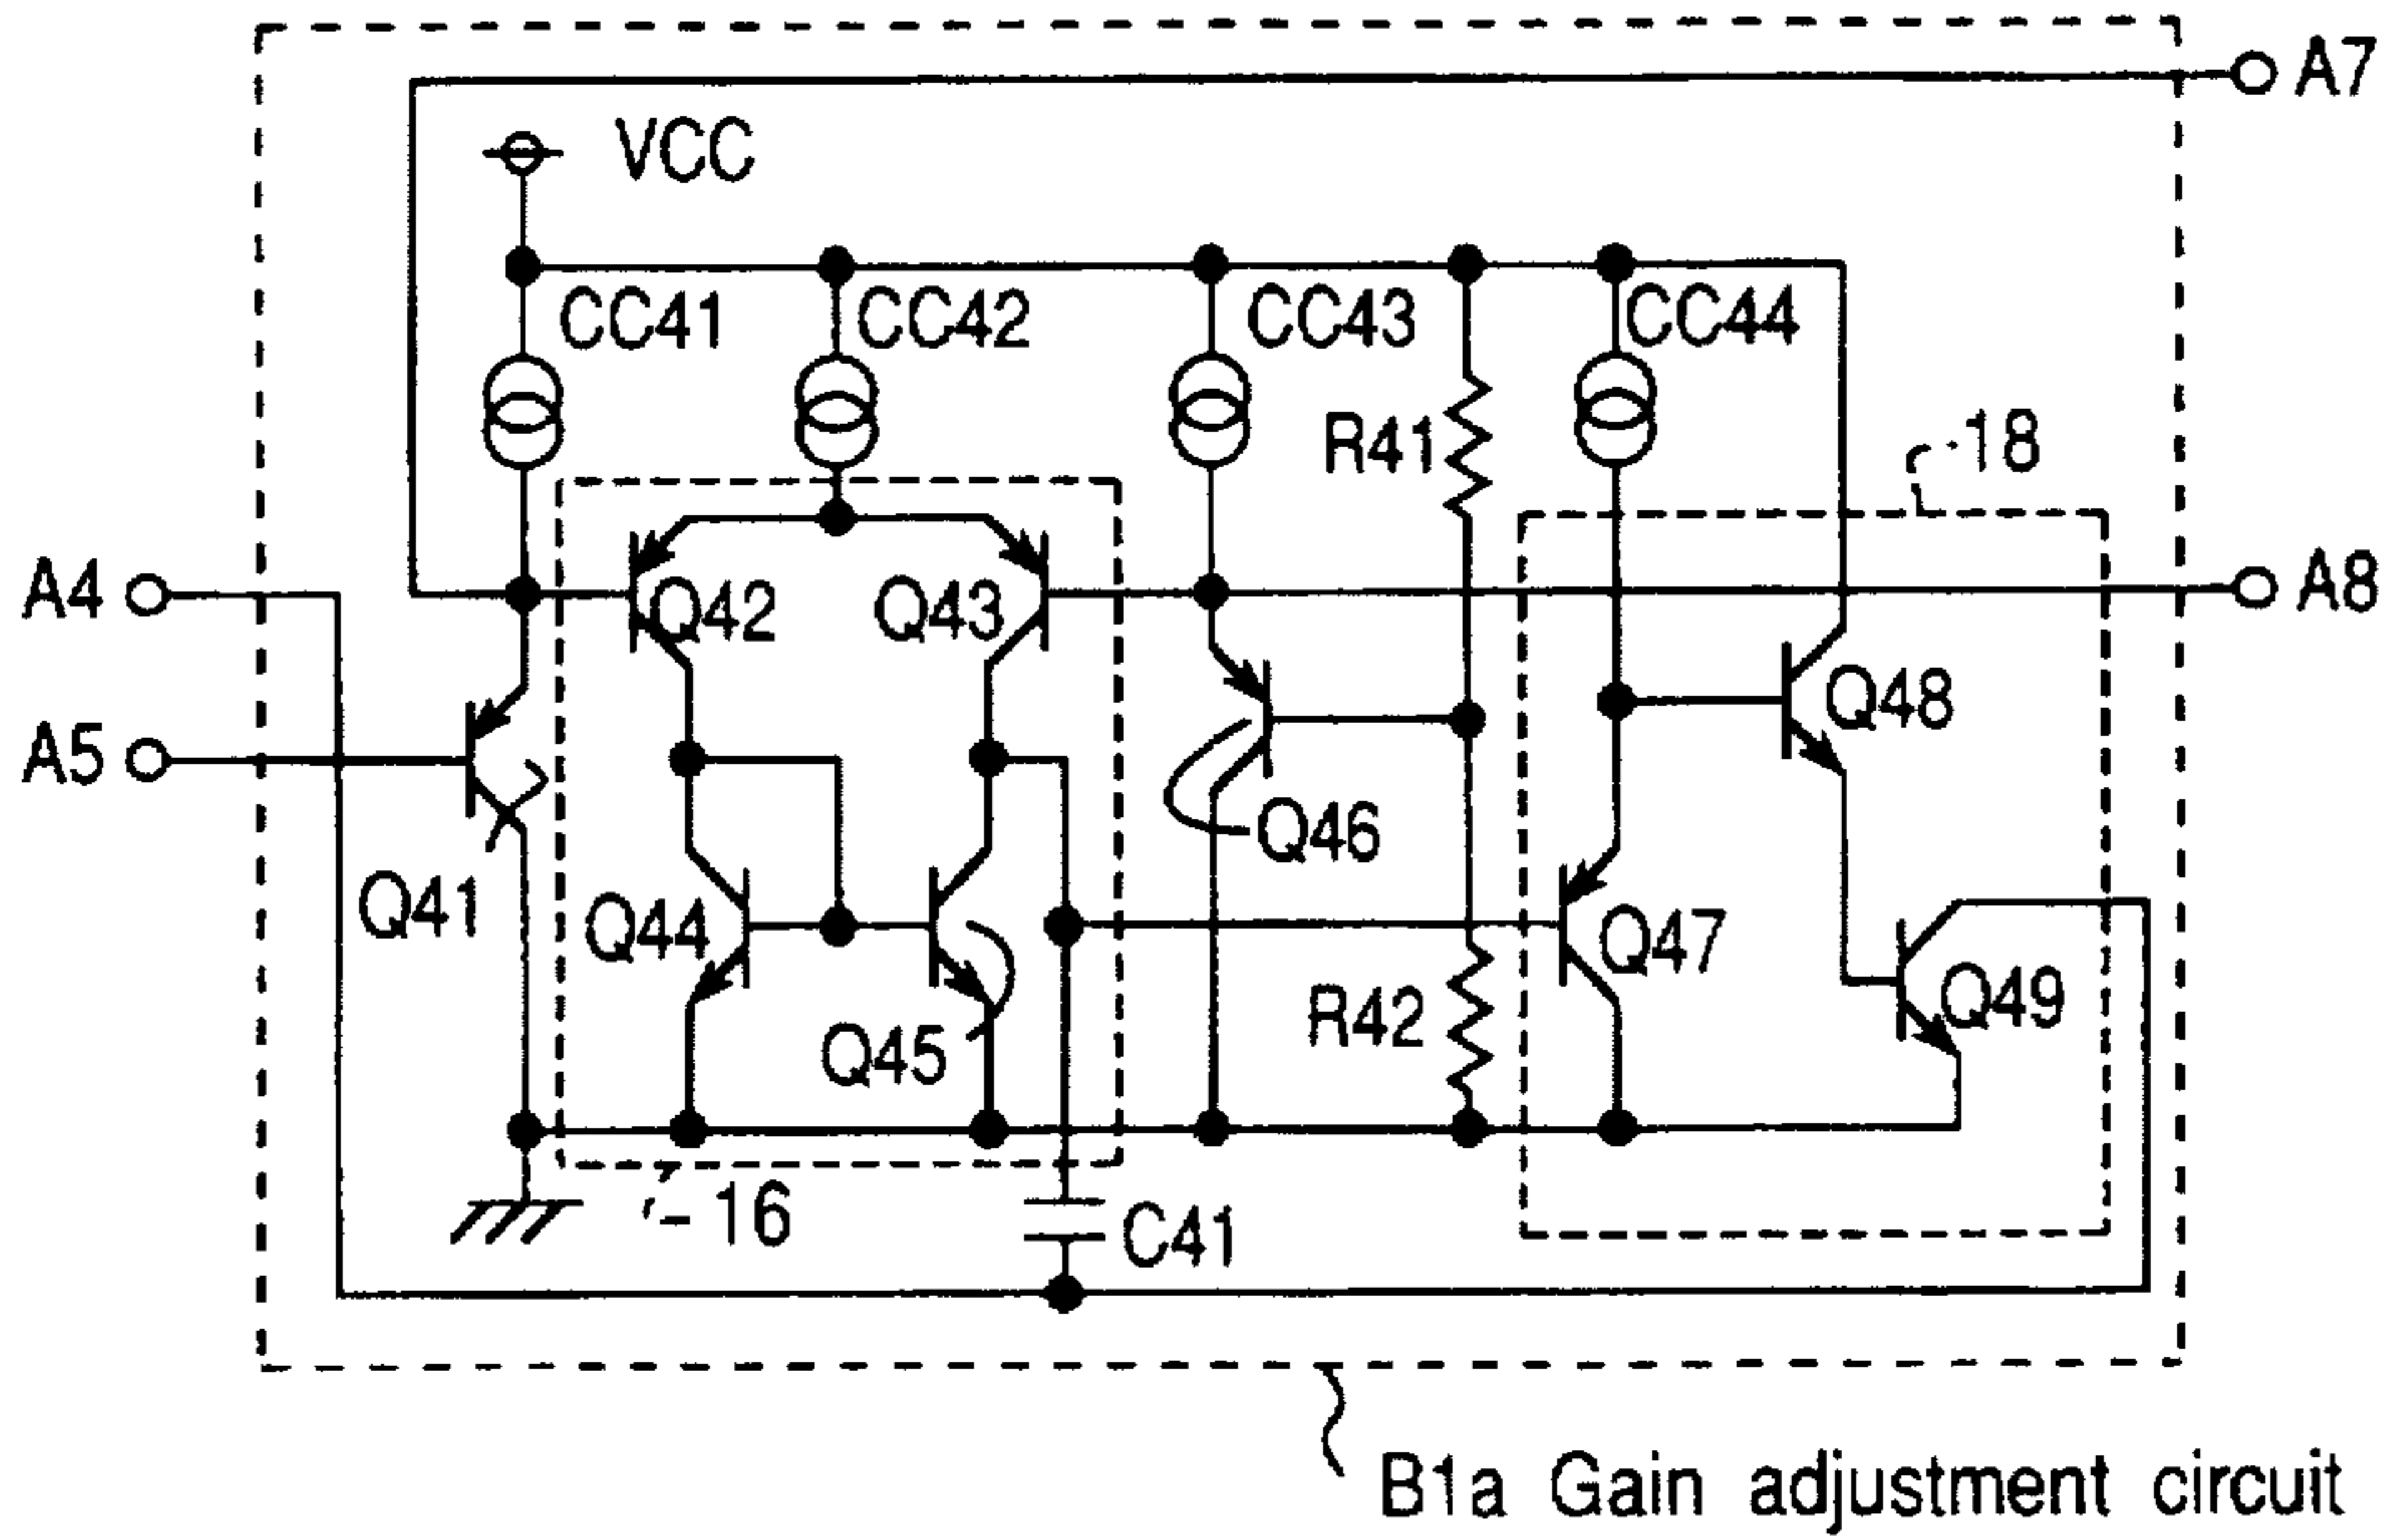 A7
VCC
CC41
CC42
CC43
CC44
R41
18
A4
Q42
Q43
A8
Q48
A5
Q46
Q41
Q44
Q47
Q49
R42
Q45
16
C41
B1a Gain adjustment circuit